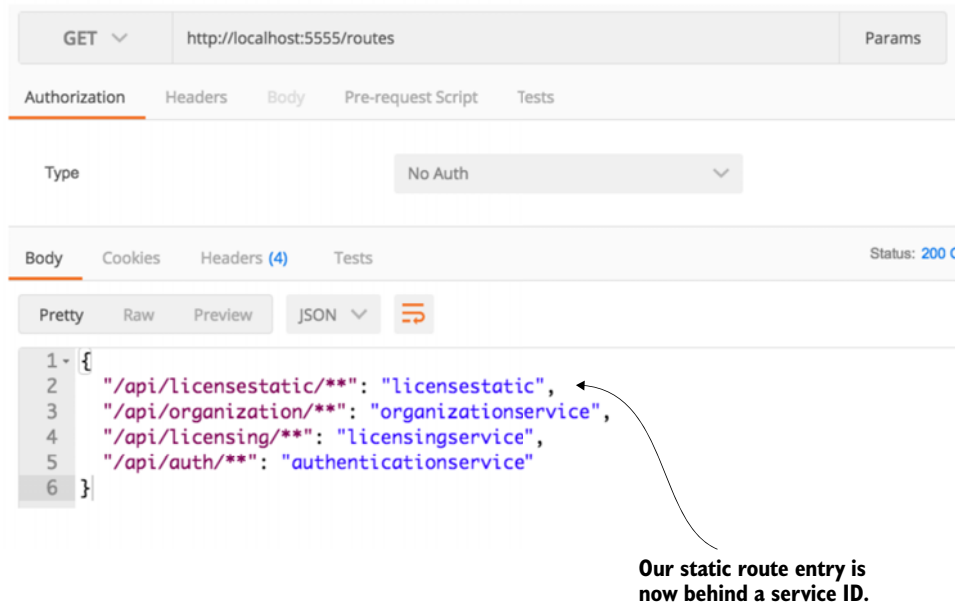 GET http://localhost:5555/routes Params
Authorization Headers Body Pre-request Script Tests
Type No Auth
Body Cookies Headers (4) Tests Status: 200
Pretty Raw Preview JSON
1 {
2 "/api/licensestatic/**": "licensestatic",
3 "/api/organization/**": "organizationservice",
4 "/api/licensing/**": "licensingservice",
5 "/api/auth/**": "authenticationservice"
6 }
Our static route entry is
now behind a service ID.